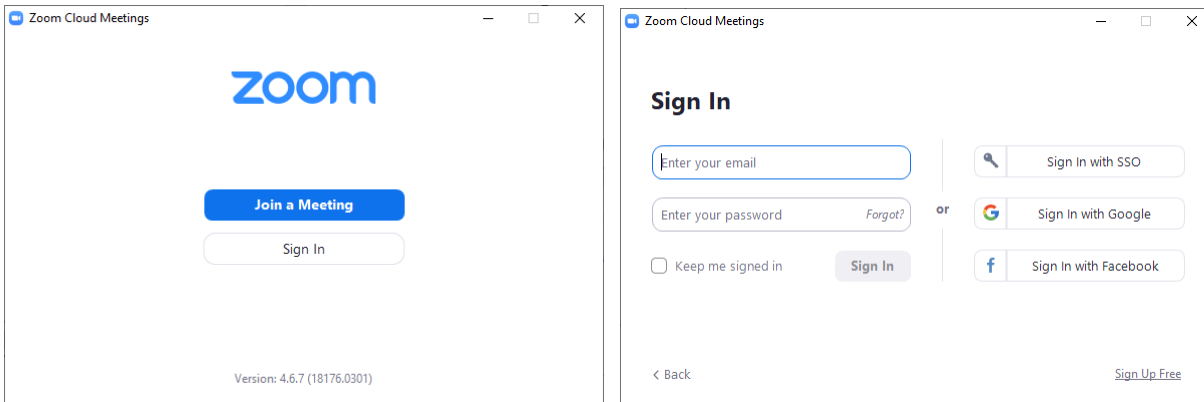 Zoom Cloud Meetings
zoom
Join a Meeting
Sign In
Version: 4.6.7 (18176.0301)
Zoom Cloud Meetings
Sign In
Enter your email
Enter your password Forgot?
Keep me signed in Sign In
or
Sign In with SSO
Sign In with Google
Sign In with Facebook
< Back Sign Up Free